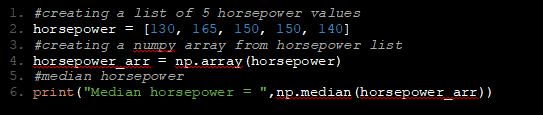 1. #creating a list of 5 horsepower values
2. horsepower = [130, 165, 150, 150, 140]
3. #creating a numpy array from horsepower list
4. horsepower_arr = np.array(horsepower)
5. #median horsepower
6. print("Median horsepower = ",np.median(horsepower_arr))